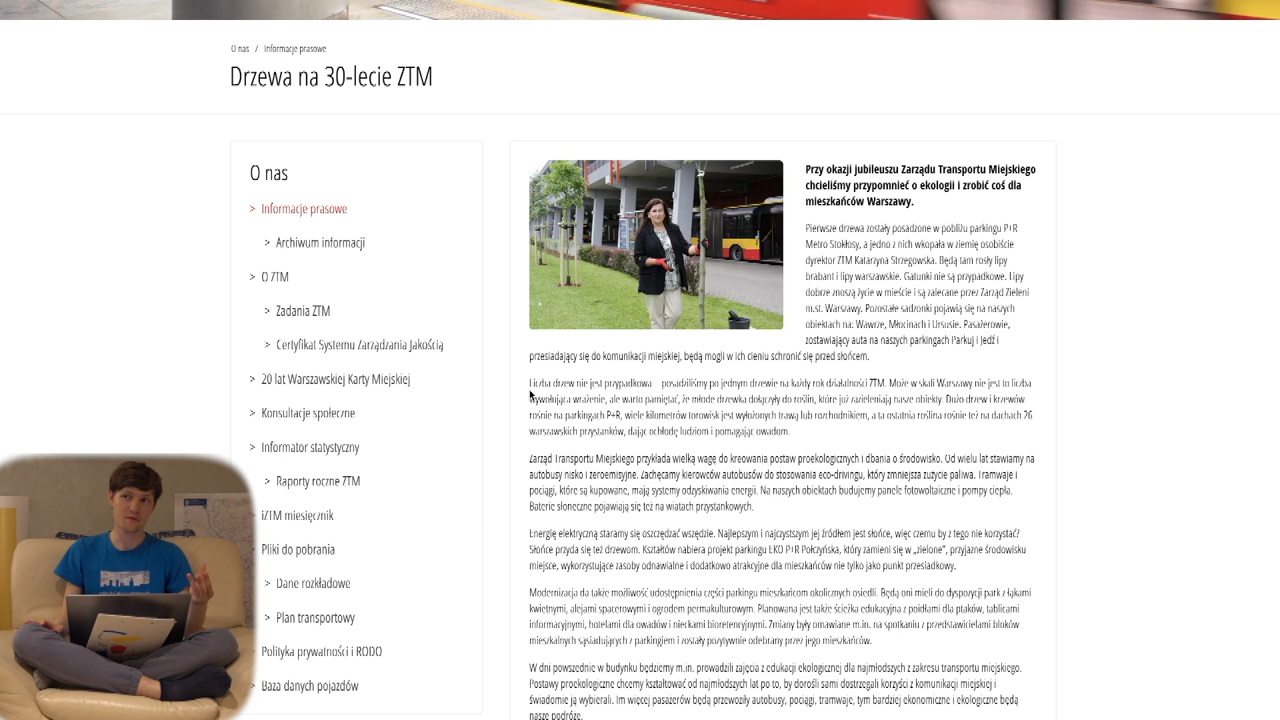 O nas / Informacje prasowe
Drzewa na 30-lecie ZTM
O nas
> Informacje prasowe
> Archiwum informacji
> O ZTM
> Zadania ZTM
> Certyfikat Systemu Zarządzania Jakością
> 20 lat Warszawskiej Karty Miejskiej
> Konsultacje społeczne
> Informator statystyczny
> Raporty roczne ZTM
iZTM miesięcznik
Pliki do pobrania
> Dane rozkładowe
> Plan transportowy
Polityka prywatności i RODO
> Baza danych pojazdów
Przy okazji jubileuszu Zarządu Transportu Miejskiego
chcieliśmy przypomnieć o ekologii i zrobić coś dla
mieszkańców Warszawy.
Pierwsze drzewa zostały posadzone w pobliżu parkingu P+R
Metro Stokłosy, a jedno z nich wkopała w ziemię osobiście
dyrektor ZTM Katarzyna Strzegowska. Będą tam rosły lipy
brabant i lipy warszawskie. Gatunki nie są przypadkowe. Lipy
dobrze znoszą życie w mieście i są zalecane przez Zarząd Zieleni
m.st. Warszawy. Pozostałe sadzonki pojawią się na naszych
obiektach na: Wawrze, Młocinach i Ursusie. Pasażerowie,
zostawiający auta na naszych parkingach Parkuj i Jedź i
przesiadający się do komunikacji miejskiej, będą mogli w ich cieniu schronić się przed słońcem.
Liczba drzew nie jest przypadkowa – posadziliśmy po jednym drzewie na każdy rok działalności ZTM. Może w skali Warszawy nie jest to liczba
wywołująca wrażenie, ale warto pamiętać, że młode drzewka dołączyły do roślin, które już zazieleniają nasze obiekty. Dużo drzew i krzewów
rośnie na parkingach P+R, wiele kilometrów torowisk jest wyłożonych trawą lub rozchodnikiem, a ta ostatnia roślina rośnie też na dachach 26
warszawskich przystanków, dając ochłodę ludziom i pomagając owadom.
Zarząd Transportu Miejskiego przykłada wielką wagę do kreowania postaw proekologicznych i dbania o środowisko. Od wielu lat stawiamy na
autobusy nisko i zeroemisyjne. Zachęcamy kierowców autobusów do stosowania eco-drivingu, który zmniejsza zużycie paliwa. Tramwaje i
pociągi, które są kupowane, mają systemy odzyskiwania energii. Na naszych obiektach budujemy panele fotowoltaiczne i pompy ciepła.
Baterie słoneczne pojawiają się też na wiatach przystankowych.
Energię elektryczną staramy się oszczędzać wszędzie. Najlepszym i najczystszym jej źródłem jest słońce, więc czemu by z tego nie korzystać?
Słońce przyda się też drzewom. Kształtów nabiera projekt parkingu EKO P+R Połczyńska, który zamieni się w „zielone", przyjazne środowisku
miejsce, wykorzystujące zasoby odnawialne i dodatkowo atrakcyjne dla mieszkańców nie tylko jako punkt przesiadkowy.
Modernizacja da także możliwość udostępnienia części parkingu mieszkańcom okolicznych osiedli. Będą oni mieli do dyspozycji park z łąkami
kwietnymi, alejami spacerowymi i ogrodem permakulturowym. Planowana jest także ścieżka edukacyjna z poidłami dla ptaków, tablicami
informacyjnymi, hotelami dla owadów i nieckami bioretencyjnymi. Zmiany były omawiane m.in. na spotkaniu z przedstawicielami bloków
mieszkalnych sąsiadujących z parkingiem i zostały pozytywnie odebrany przez jego mieszkańców.
W dni powszednie w budynku będziemy m.in. prowadzili zajęcia z edukacji ekologicznej dla najmłodszych z zakresu transportu miejskiego.
Postawy proekologiczne chcemy kształtować od najmłodszych lat po to, by dorośli sami dostrzegali korzyści z komunikacji miejskiej i
świadomie ją wybierali. Im więcej pasażerów będą przewoziły autobusy, pociągi, tramwaje, tym bardziej ekonomiczne i ekologiczne będą
nasze podróże.